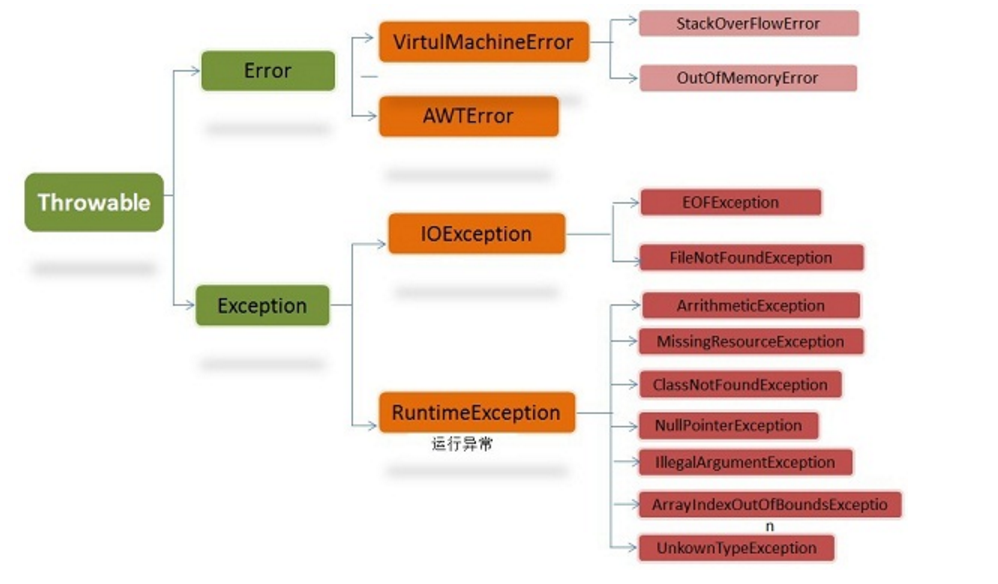 Throwable
Error
Exception
VirtulMachineError
AWTError
StackOverFlowError
OutOfMemoryError
IOException
EOFException
FileNotFoundException
RuntimeException
运行异常
ArrithmeticException
MissingResourceException
ClassNotFoundException
NullPointerException
IllegalArgumentException
ArrayIndexOutOfBoundsExceptio
n
UnkownTypeException